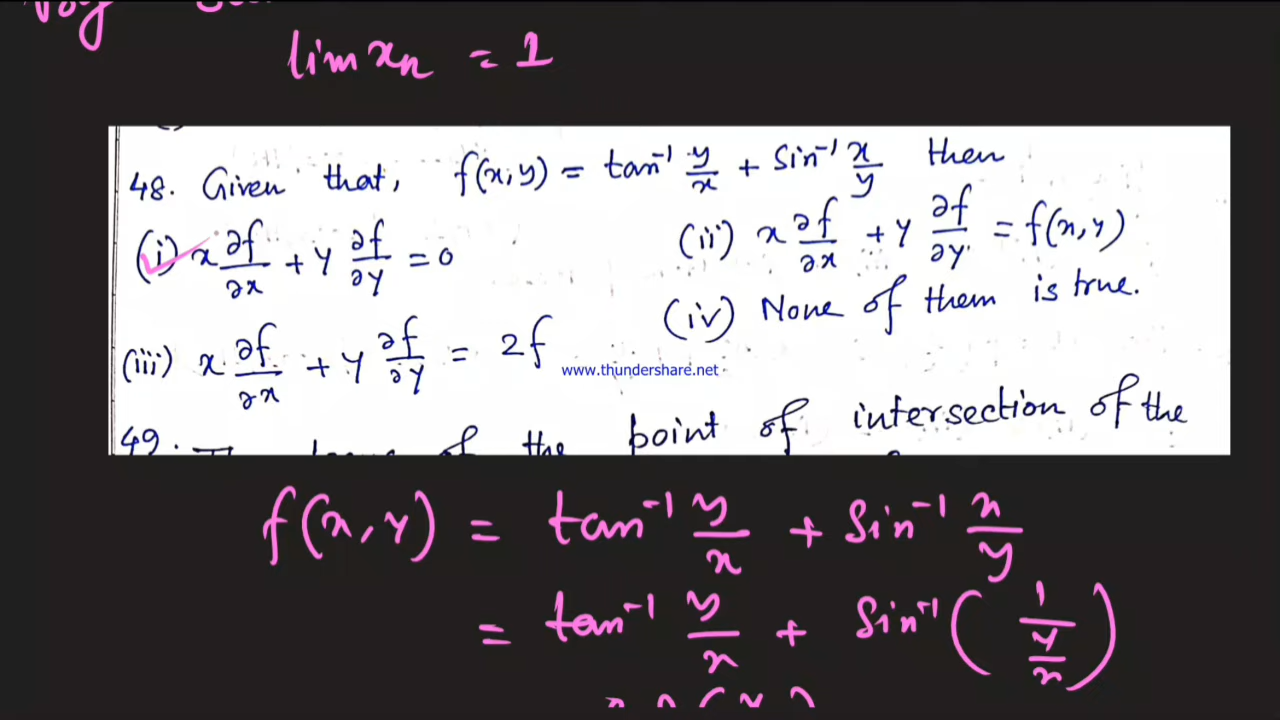 lim xₙ = 1
48. Given that, f(x,y) = tan⁻¹ y/x + Sin⁻¹ x/y then
(i) x ∂f/∂x + y ∂f/∂y = 0 (ii) x ∂f/∂x + y ∂f/∂y = f(x,y)
(iii) x ∂f/∂x + y ∂f/∂y = 2f (iv) None of them is true.
www.thundershare.net
49. of the point of intersection of the
f(x,y) = tan⁻¹ y/x + Sin⁻¹ x/y
= tan⁻¹ y/x + Sin⁻¹ (1/(y/x))